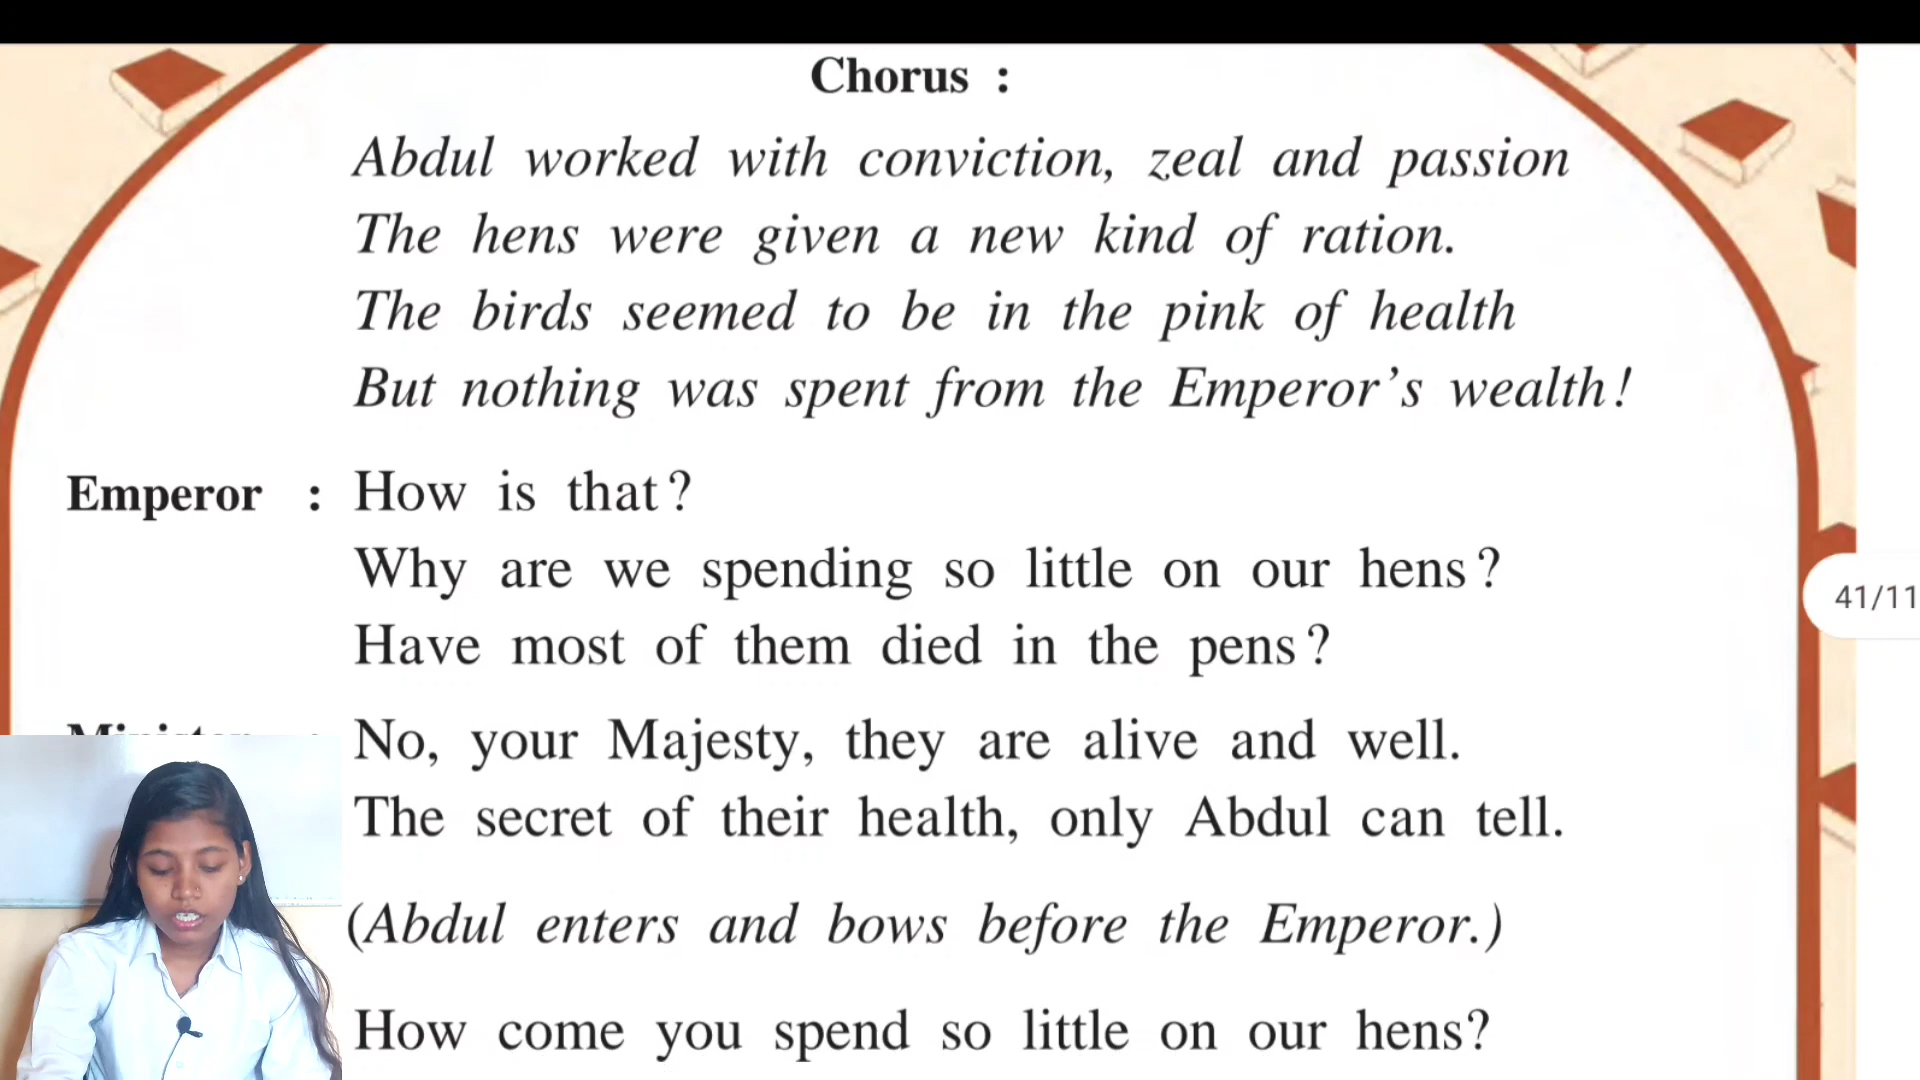 Chorus :
Abdul worked with conviction, zeal and passion
The hens were given a new kind of ration.
The birds seemed to be in the pink of health
But nothing was spent from the Emperor's wealth!
Emperor : How is that?
Why are we spending so little on our hens?
Have most of them died in the pens?
No, your Majesty, they are alive and well.
The secret of their health, only Abdul can tell.
(Abdul enters and bows before the Emperor.)
How come you spend so little on our hens?
41/11